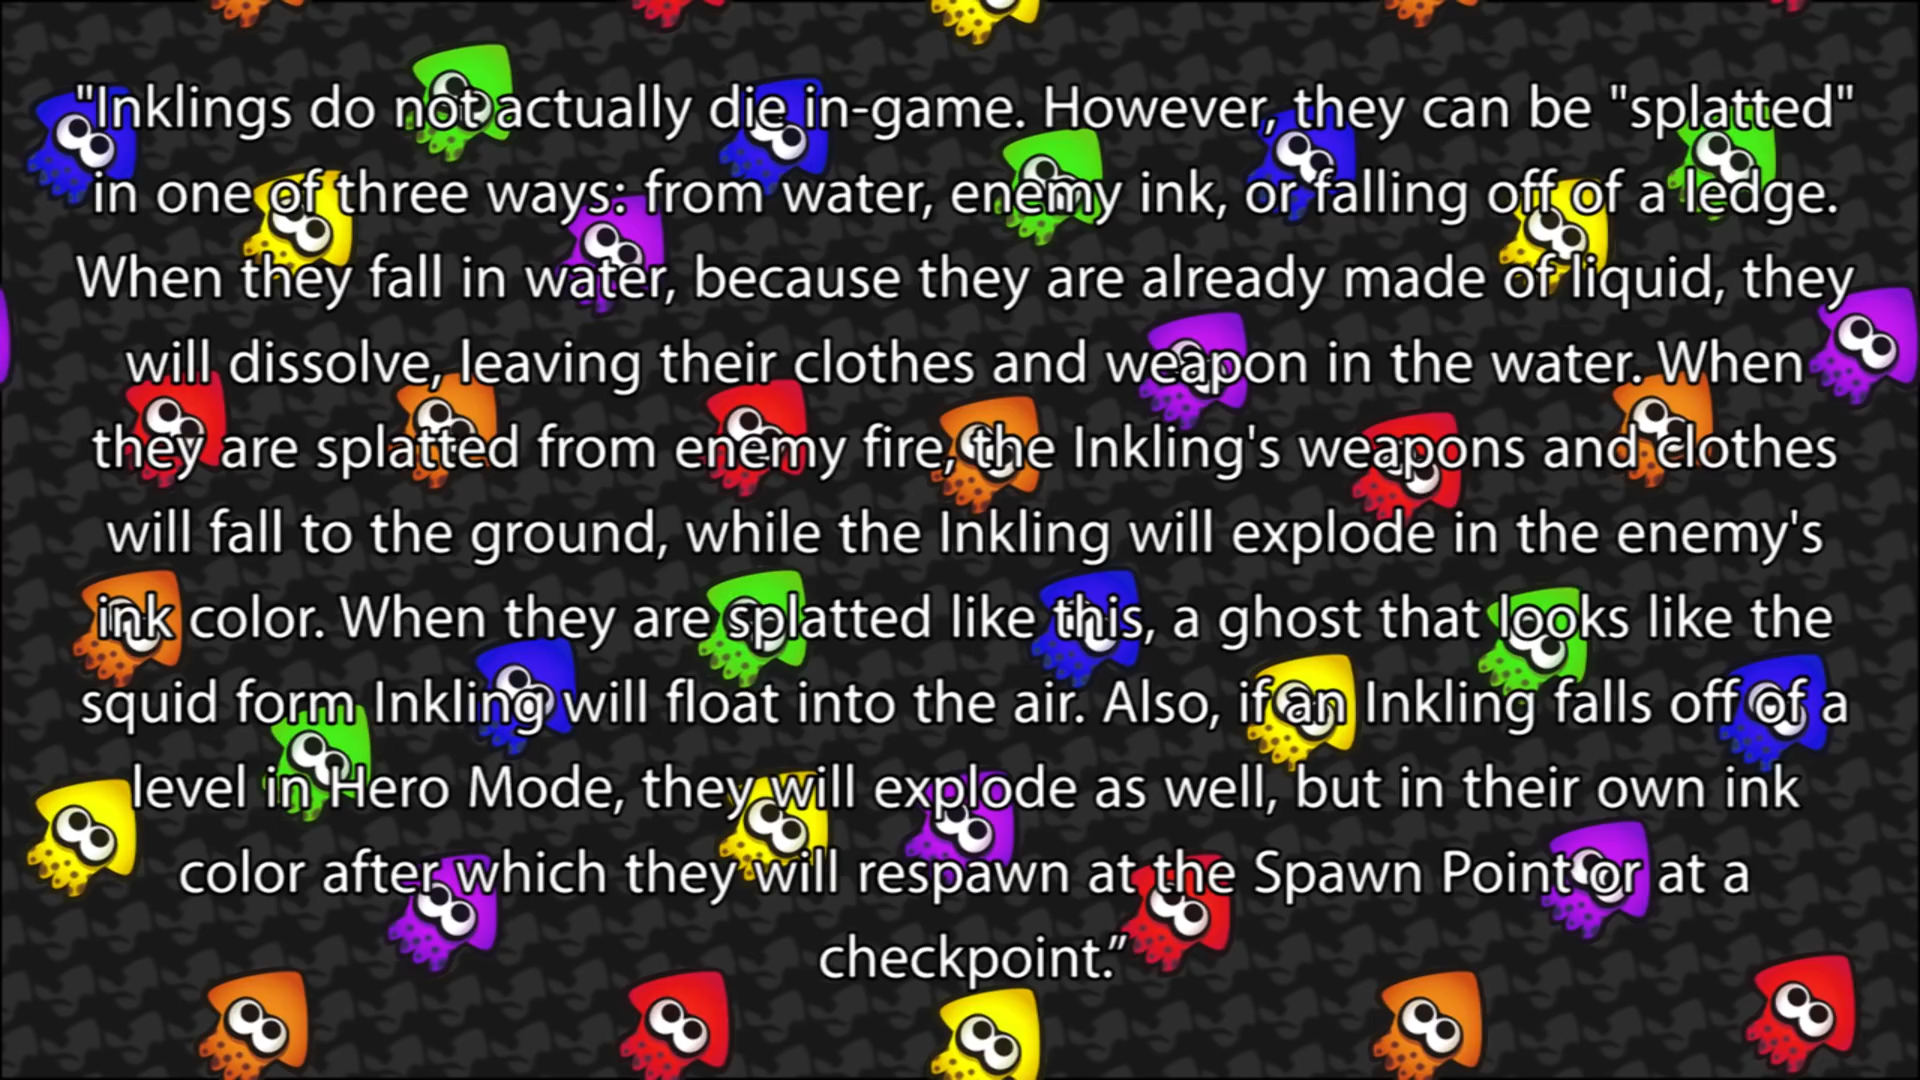 "Inklings do not actually die in-game. However, they can be "splatted"
in one of three ways: from water, enemy ink, or falling off of a ledge.
When they fall in water, because they are already made of liquid, they
will dissolve, leaving their clothes and weapon in the water. When
they are splatted from enemy fire, the Inkling's weapons and clothes
will fall to the ground, while the Inkling will explode in the enemy's
ink color. When they are splatted like this, a ghost that looks like the
squid form Inkling will float into the air. Also, if an Inkling falls off of a
level in Hero Mode, they will explode as well, but in their own ink
color after which they will respawn at the Spawn Point or at a
checkpoint.”